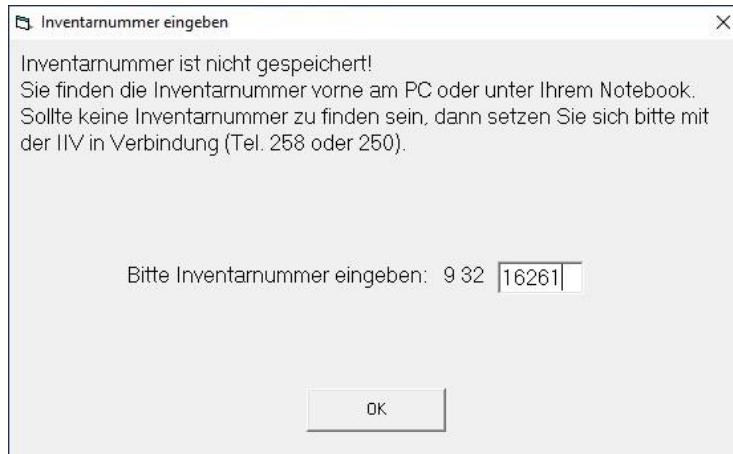 Inventarnummer eingeben
Inventarnummer ist nicht gespeichert!
Sie finden die Inventarnummer vorne am PC oder unter Ihrem Notebook.
Sollte keine Inventarnummer zu finden sein, dann setzen Sie sich bitte mit
der IIV in Verbindung (Tel. 258 oder 250).
Bitte Inventarnummer eingeben: 9 32 16261
OK